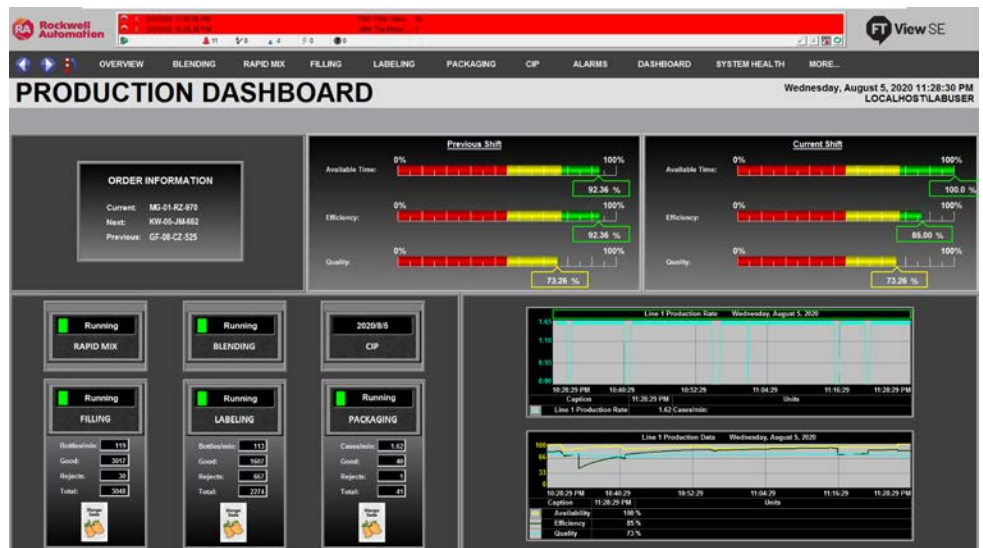 Rockwell
Automation
11 0 4 0 0
View SE
OVERVIEW BLENDING RAPID MIX FILLING LABELING PACKAGING CIP ALARMS DASHBOARD SYSTEM HEALTH MORE...
PRODUCTION DASHBOARD
Wednesday, August 5, 2020 11:28:30 PM
LOCALHOST\LABUSER
ORDER INFORMATION
Current: MG-01-RZ-970
Next: KW-05-JM-662
Previous: GF-08-CZ-525
Previous Shift
0% 100%
Available Time:
92.36 %
0% 100%
Efficiency:
92.36 %
0% 100%
Quality:
73.26 %
Current Shift
0% 100%
Available Time:
100.0 %
0% 100%
Efficiency:
85.00 %
0% 100%
Quality:
73.26 %
Running
RAPID MIX
Running
BLENDING
2020/8/5
CIP
Running
FILLING
Bottles/min: 119
Good: 3017
Rejects: 30
Total: 3048
Running
LABELING
Bottles/min: 113
Good: 1607
Rejects: 667
Total: 2274
Running
PACKAGING
Cases/min: 1.62
Good: 40
Rejects: 1
Total: 41
Line 1 Production Rate Wednesday, August 5, 2020
1.65
1.10
0.55
0.00
10:28:29 PM 10:40:29 10:52:29 11:04:29 11:16:29 11:28:29 PM
Caption 11:28:29 PM Units
Line 1 Production Rate 1.62 Cases/min:
Line 1 Production Data Wednesday, August 5, 2020
100
66
33
0
10:28:29 PM 10:40:29 10:52:29 11:04:29 11:16:29 11:28:29 PM
Caption 11:28:29 PM Units
Availability 100 %
Efficiency 85 %
Quality 73 %